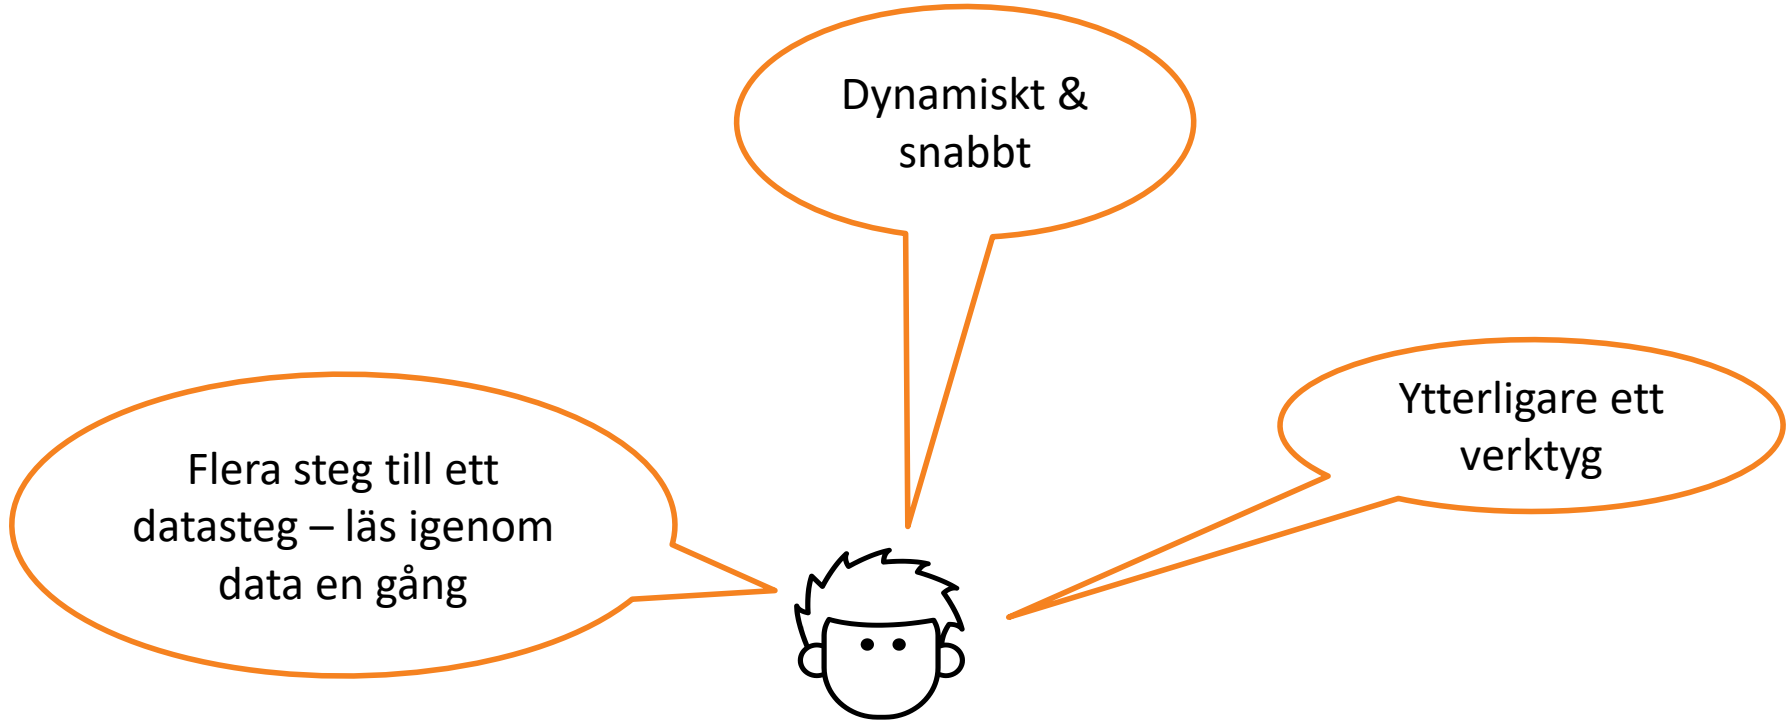 Dynamiskt &
snabbt
Ytterligare ett
verktyg
Flera steg till ett
datasteg – läs igenom
data en gång